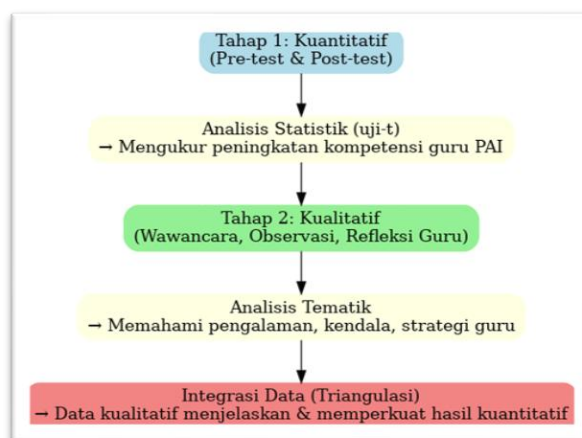 Tahap 1: Kuantitatif
(Pre-test & Post-test)
Analisis Statistik (uji-t)
→ Mengukur peningkatan kompetensi guru PAI
Tahap 2: Kualitatif
(Wawancara, Observasi, Refleksi Guru)
Analisis Tematik
→ Memahami pengalaman, kendala, strategi guru
Integrasi Data (Triangulasi)
→ Data kualitatif menjelaskan & memperkuat hasil kuantitatif